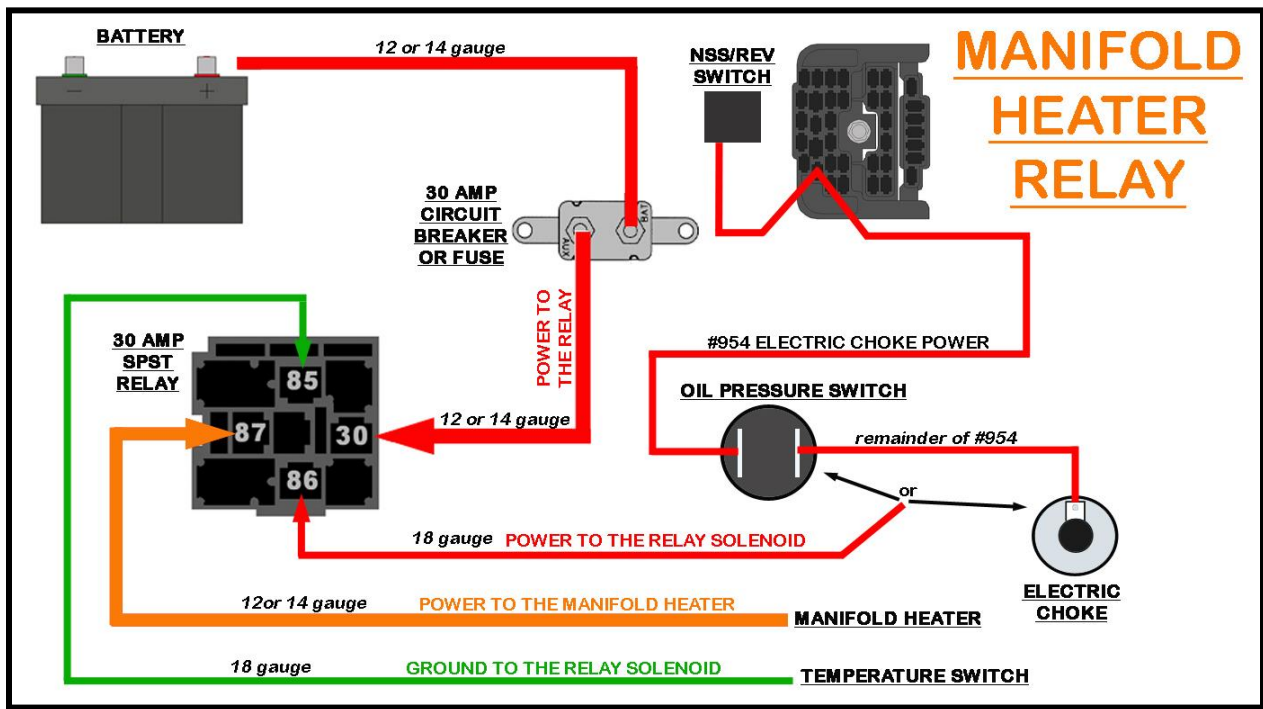 BATTERY
12 or 14 gauge
NSS/REV
SWITCH
MANIFOLD
HEATER
RELAY
30 AMP
CIRCUIT
BREAKER
OR FUSE
AUX
BAT
POWER TO
THE RELAY
30 AMP
SPST
RELAY
85
87
30
86
12 or 14 gauge
#954 ELECTRIC CHOKE POWER
OIL PRESSURE SWITCH
remainder of #954
or
18 gauge POWER TO THE RELAY SOLENOID
ELECTRIC
CHOKE
12or 14 gauge POWER TO THE MANIFOLD HEATER
MANIFOLD HEATER
18 gauge GROUND TO THE RELAY SOLENOID
TEMPERATURE SWITCH